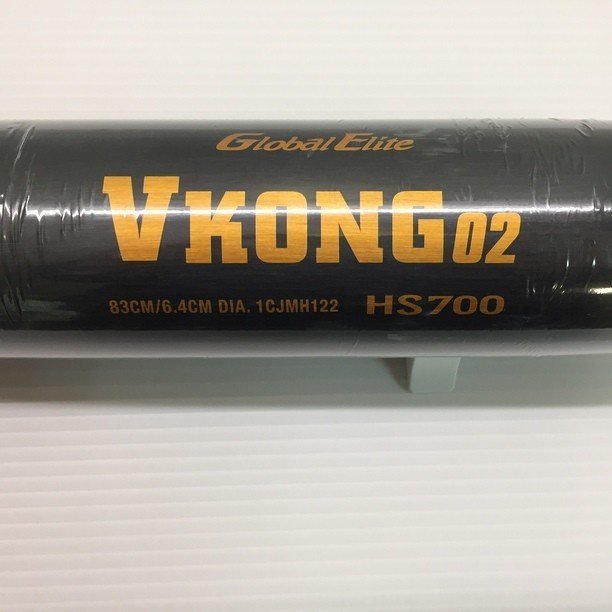 Global Elite
VKONG02
83CM/6.4CM DIA. 1CJMH122 HS700